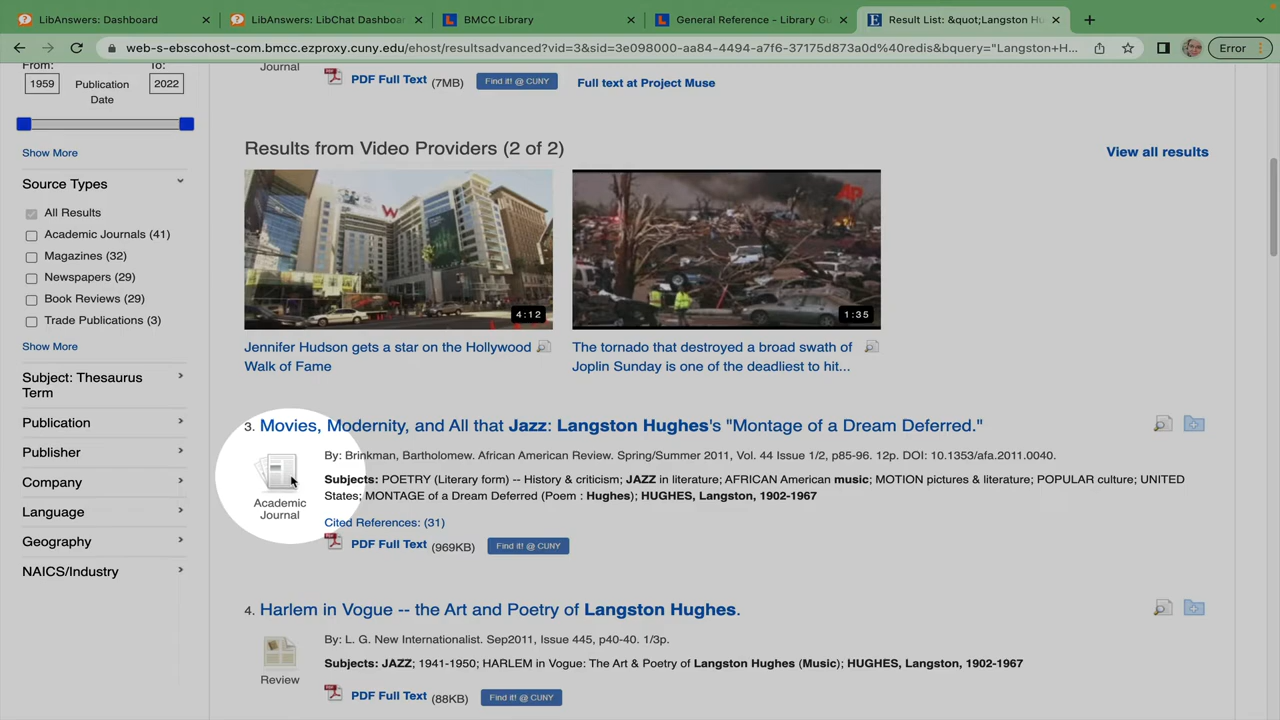 LibAnswers: Dashboard
LibAnswers: LibChat Dashboar
BMCC Library
General Reference - Library Gu
Result List: &quot;Langston Hu
web-s-ebscohost-com.bmcc.ezproxy.cuny.edu/ehost/resultsadvanced?vid=3&sid=3e098000-aa84-4494-a7f6-37175d873a0d%40redis&bquery="Langston+H...
Error
From: To:
1959 Publication Date 2022
Show More
Source Types
All Results
Academic Journals (41)
Magazines (32)
Newspapers (29)
Book Reviews (29)
Trade Publications (3)
Show More
Subject: Thesaurus
Term
Publication
Publisher
Company
Language
Geography
NAICS/Industry
Journal
PDF Full Text (7MB) Find it! @ CUNY Full text at Project Muse
Results from Video Providers (2 of 2)
View all results
W
AP
4:12
1:35
Jennifer Hudson gets a star on the Hollywood
Walk of Fame
The tornado that destroyed a broad swath of
Joplin Sunday is one of the deadliest to hit...
3. Movies, Modernity, and All that Jazz: Langston Hughes's "Montage of a Dream Deferred."
Academic
Journal
By: Brinkman, Bartholomew. African American Review. Spring/Summer 2011, Vol. 44 Issue 1/2, p85-96. 12p. DOI: 10.1353/afa.2011.0040.
Subjects: POETRY (Literary form) -- History & criticism; JAZZ in literature; AFRICAN American music; MOTION pictures & literature; POPULAR culture; UNITED
States; MONTAGE of a Dream Deferred (Poem : Hughes); HUGHES, Langston, 1902-1967
Cited References: (31)
PDF Full Text (969KB) Find it! @ CUNY
4. Harlem in Vogue -- the Art and Poetry of Langston Hughes.
Review
By: L. G. New Internationalist. Sep2011, Issue 445, p40-40. 1/3p.
Subjects: JAZZ; 1941-1950; HARLEM in Vogue: The Art & Poetry of Langston Hughes (Music); HUGHES, Langston, 1902-1967
PDF Full Text (88KB) Find it! @ CUNY